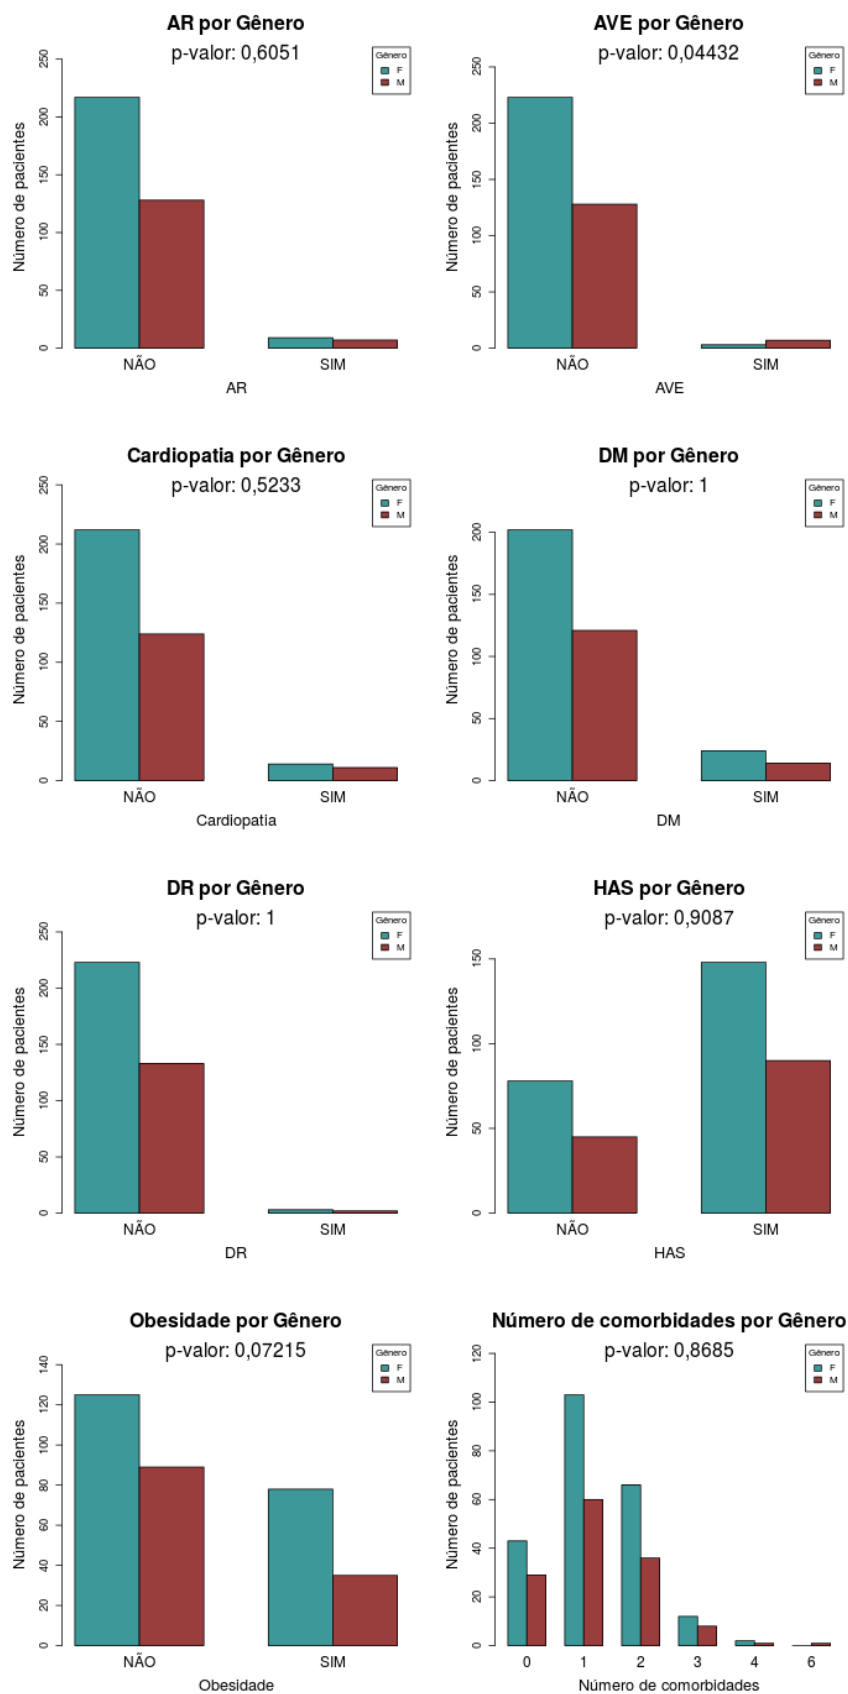 AR por Gênero
p-valor: 0,6051
Gênero
F
M
Número de pacientes
0
50
100
150
200
250
NÃO
SIM
AR
AVE por Gênero
p-valor: 0,04432
Gênero
F
M
Número de pacientes
0
50
100
150
200
250
NÃO
SIM
AVE
Cardiopatia por Gênero
p-valor: 0,5233
Gênero
F
M
Número de pacientes
0
50
100
150
200
250
NÃO
SIM
Cardiopatia
DM por Gênero
p-valor: 1
Gênero
F
M
Número de pacientes
0
50
100
150
200
NÃO
SIM
DM
DR por Gênero
p-valor: 1
Gênero
F
M
Número de pacientes
0
50
100
150
200
250
NÃO
SIM
DR
HAS por Gênero
p-valor: 0,9087
Gênero
F
M
Número de pacientes
0
50
100
150
NÃO
SIM
HAS
Obesidade por Gênero
p-valor: 0,07215
Gênero
F
M
Número de pacientes
0
20
40
60
80
100
120
140
NÃO
SIM
Obesidade
Número de comorbidades por Gênero
p-valor: 0,8685
Gênero
F
M
Número de pacientes
0
20
40
60
80
100
120
0
1
2
3
4
6
Número de comorbidades